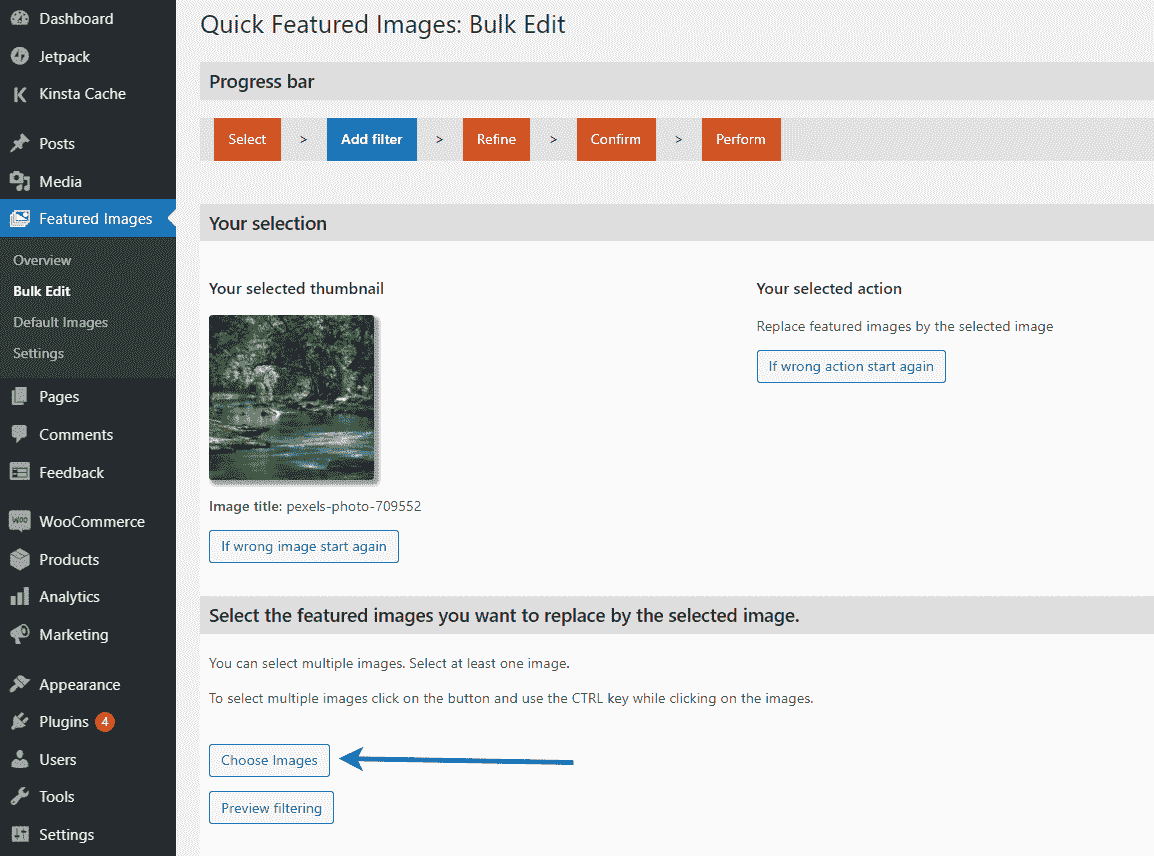 Dashboard
Jetpack
Kinsta Cache
Posts
Media
Featured Images
Overview
Bulk Edit
Default Images
Settings
Pages
Comments
Feedback
WooCommerce
Products
Analytics
Marketing
Appearance
Plugins 4
Users
Tools
Settings
Quick Featured Images: Bulk Edit
Progress bar
Select > Add filter > Refine > Confirm > Perform
Your selection
Your selected thumbnail
Image title: pexels-photo-709552
If wrong image start again
Your selected action
Replace featured images by the selected image
If wrong action start again
Select the featured images you want to replace by the selected image.
You can select multiple images. Select at least one image.
To select multiple images click on the button and use the CTRL key while clicking on the images.
Choose Images
Preview filtering